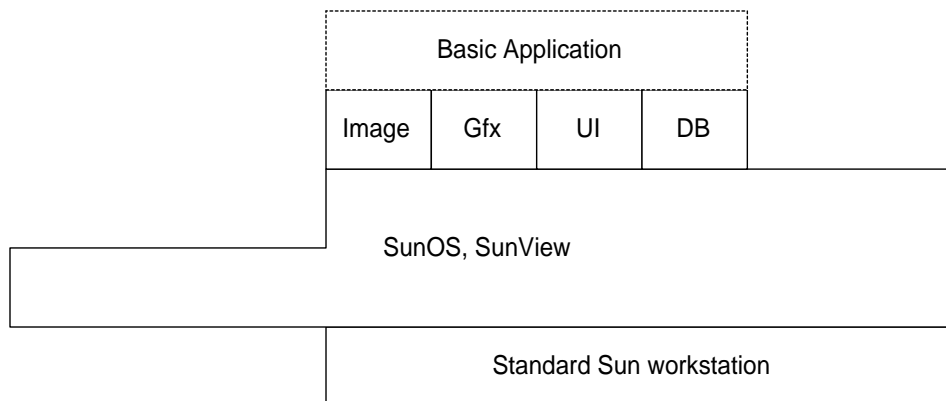 Basic Application
Image Gfx UI DB
SunOS, SunView
Standard Sun workstation